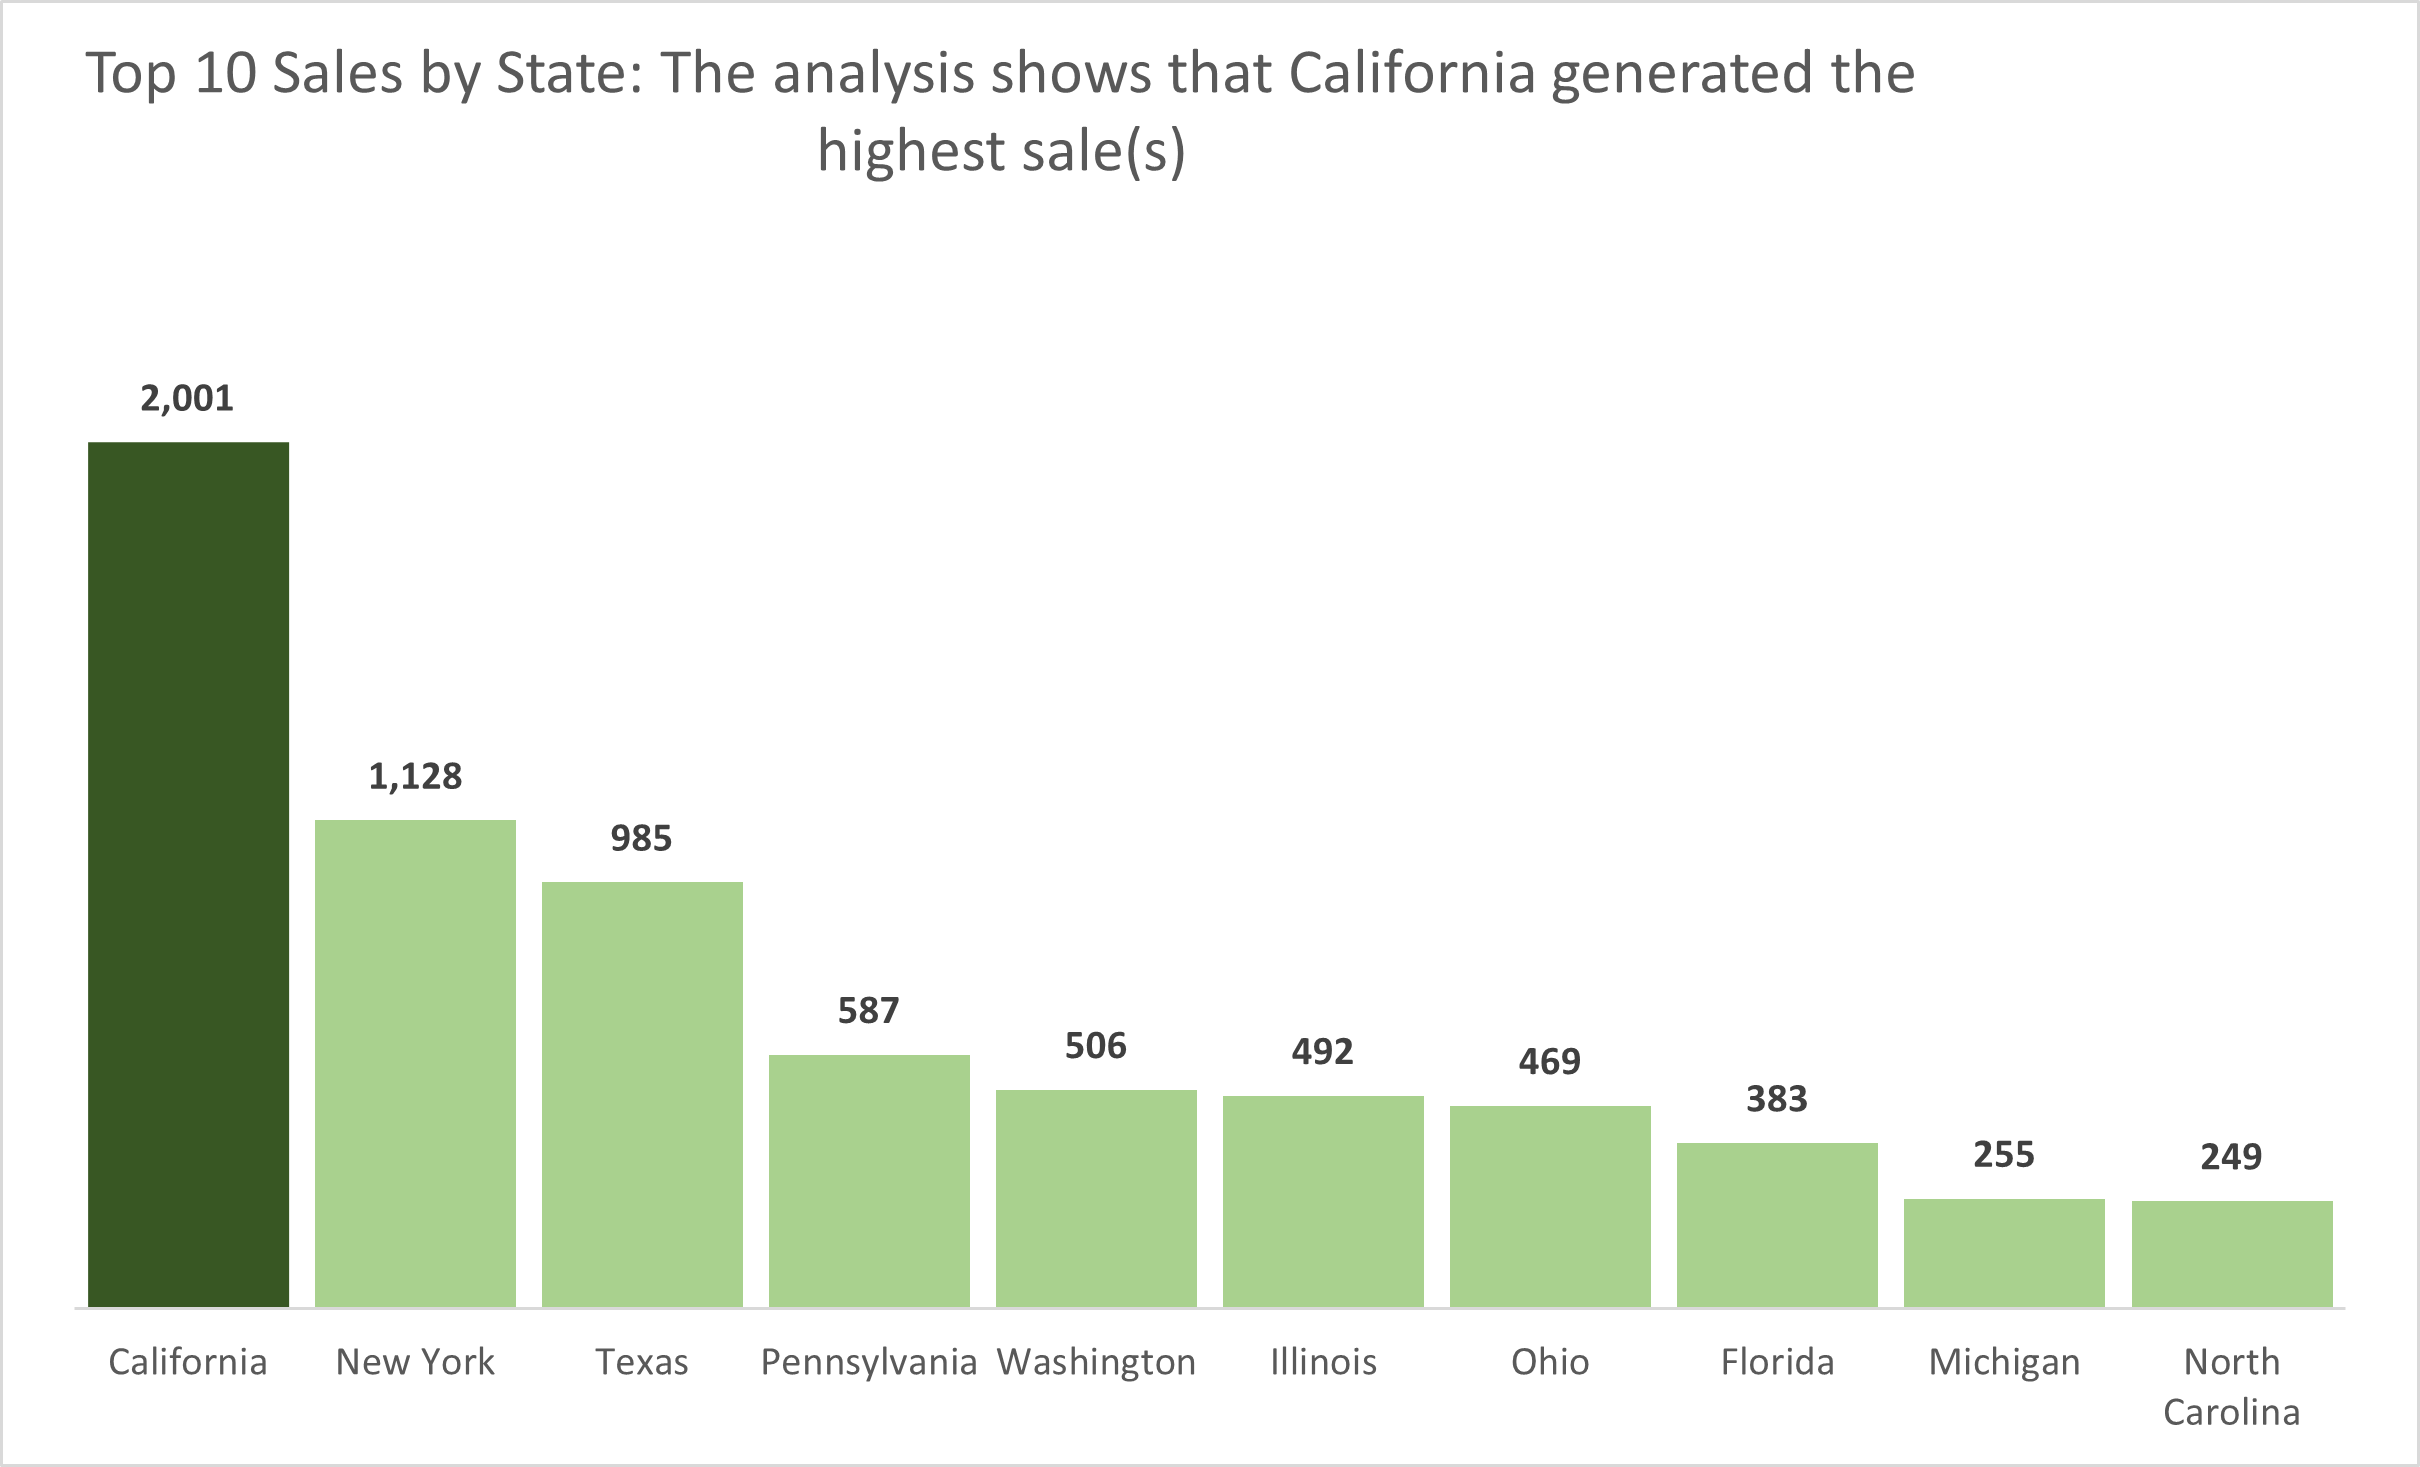 Top 10 Sales by State: The analysis shows that California generated the
highest sale(s)
2,001
1,128
985
587
506
492
469
383
255
249
California
New York
Texas
Pennsylvania
Washington
Illinois
Ohio
Florida
Michigan
North
Carolina